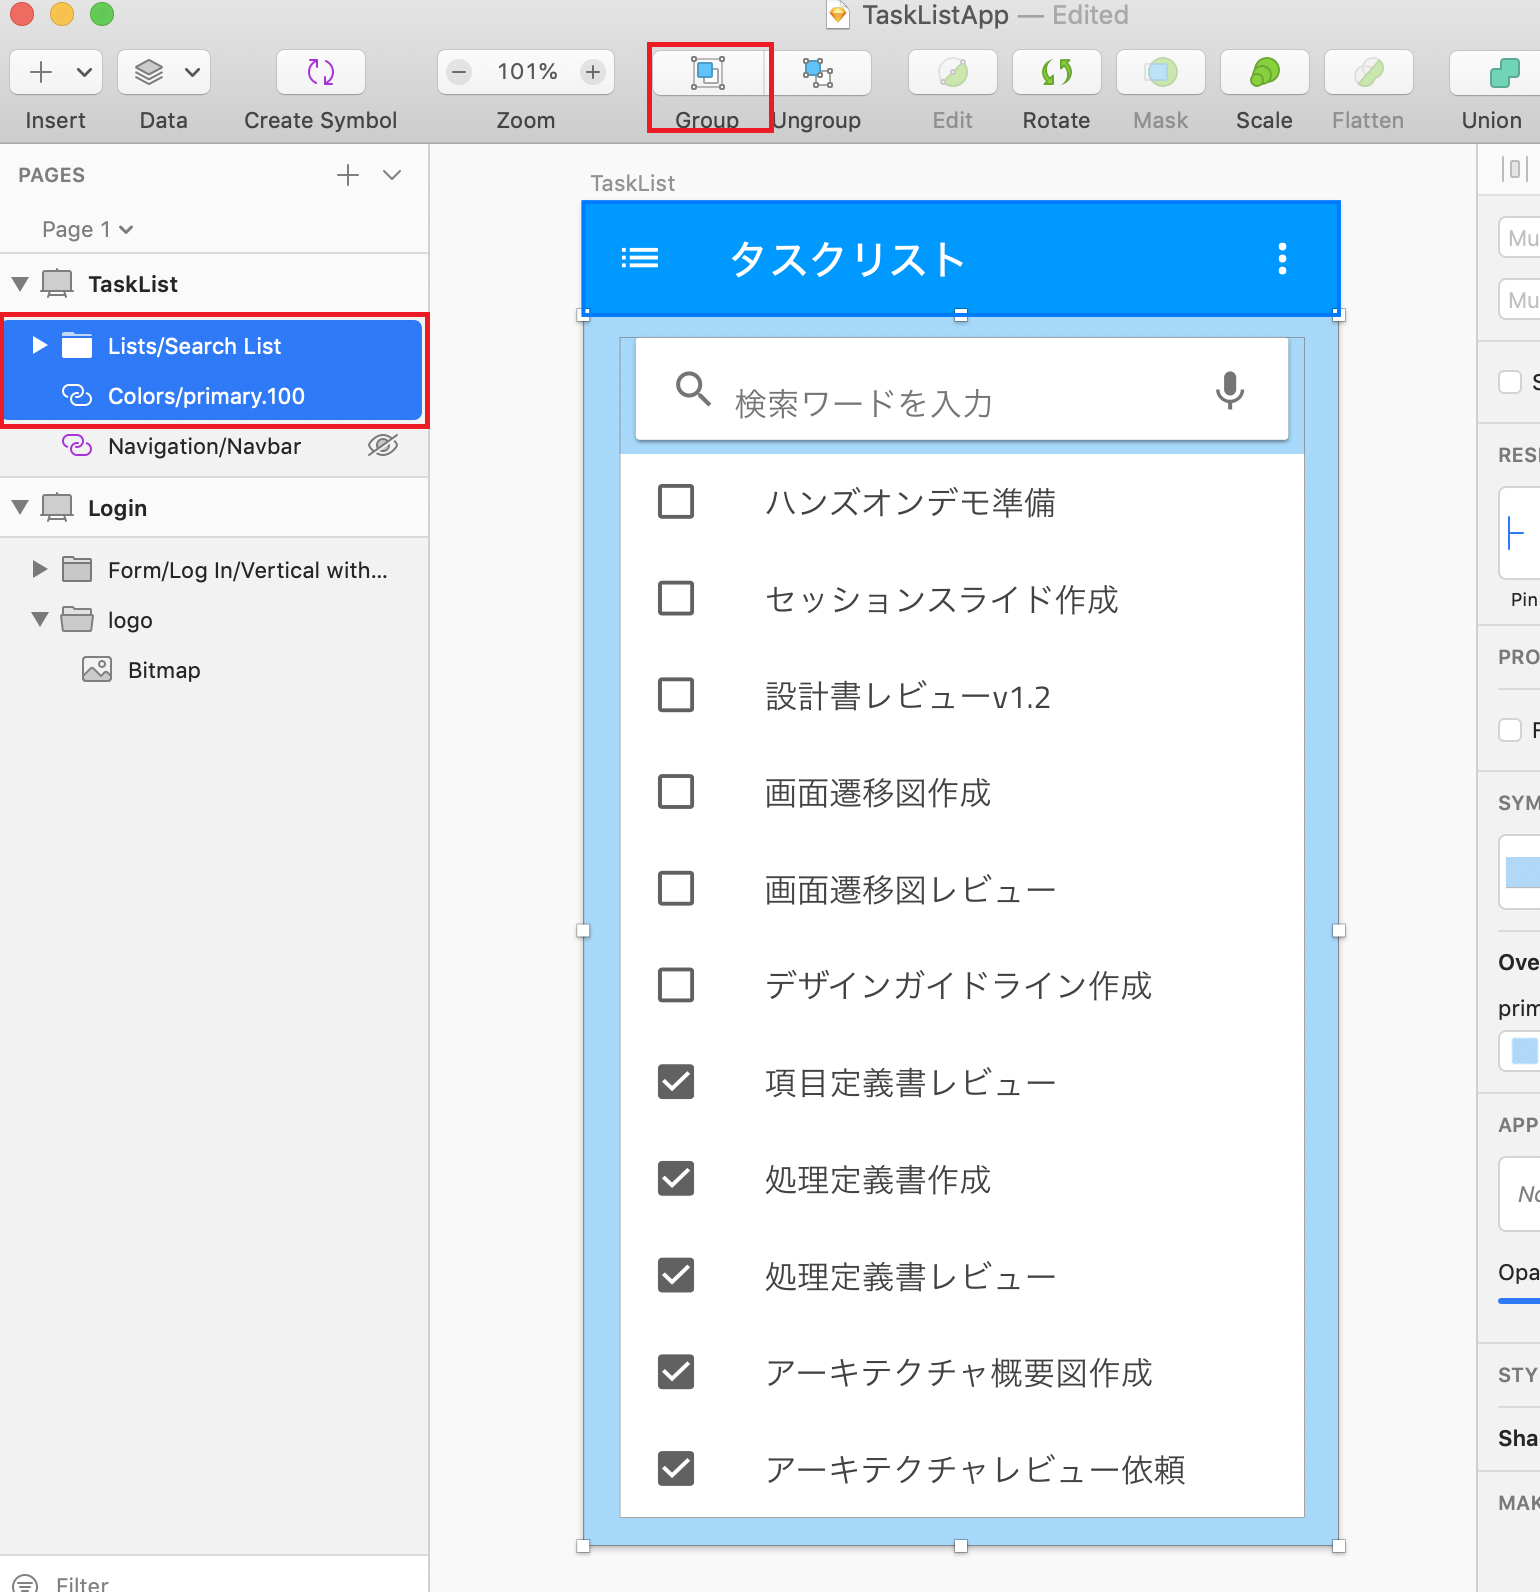 TaskListApp — Edited
Insert
Data
Create Symbol
101%
Zoom
Group
Ungroup
Edit
Rotate
Mask
Scale
Flatten
Union
PAGES
Page 1
TaskList
Lists/Search List
Colors/primary.100
Navigation/Navbar
Login
Form/Log In/Vertical with...
logo
Bitmap
Filter
TaskList
タスクリスト
検索ワードを入力
ハンズオンデモ準備
セッションスライド作成
設計書レビューv1.2
画面遷移図作成
画面遷移図レビュー
デザインガイドライン作成
項目定義書レビュー
処理定義書作成
処理定義書レビュー
アーキテクチャ概要図作成
アーキテクチャレビュー依頼
Mu
Mu
S
RESI
Pin
PRO
F
SYM
Ove
prim
APP
No
Opa
STY
Sha
MAK